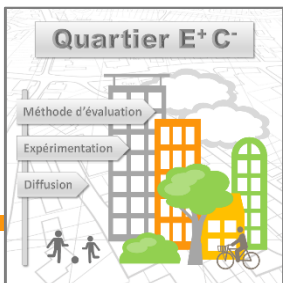 Quartier E⁺ C⁻
Méthode d'évaluation
Expérimentation
Diffusion